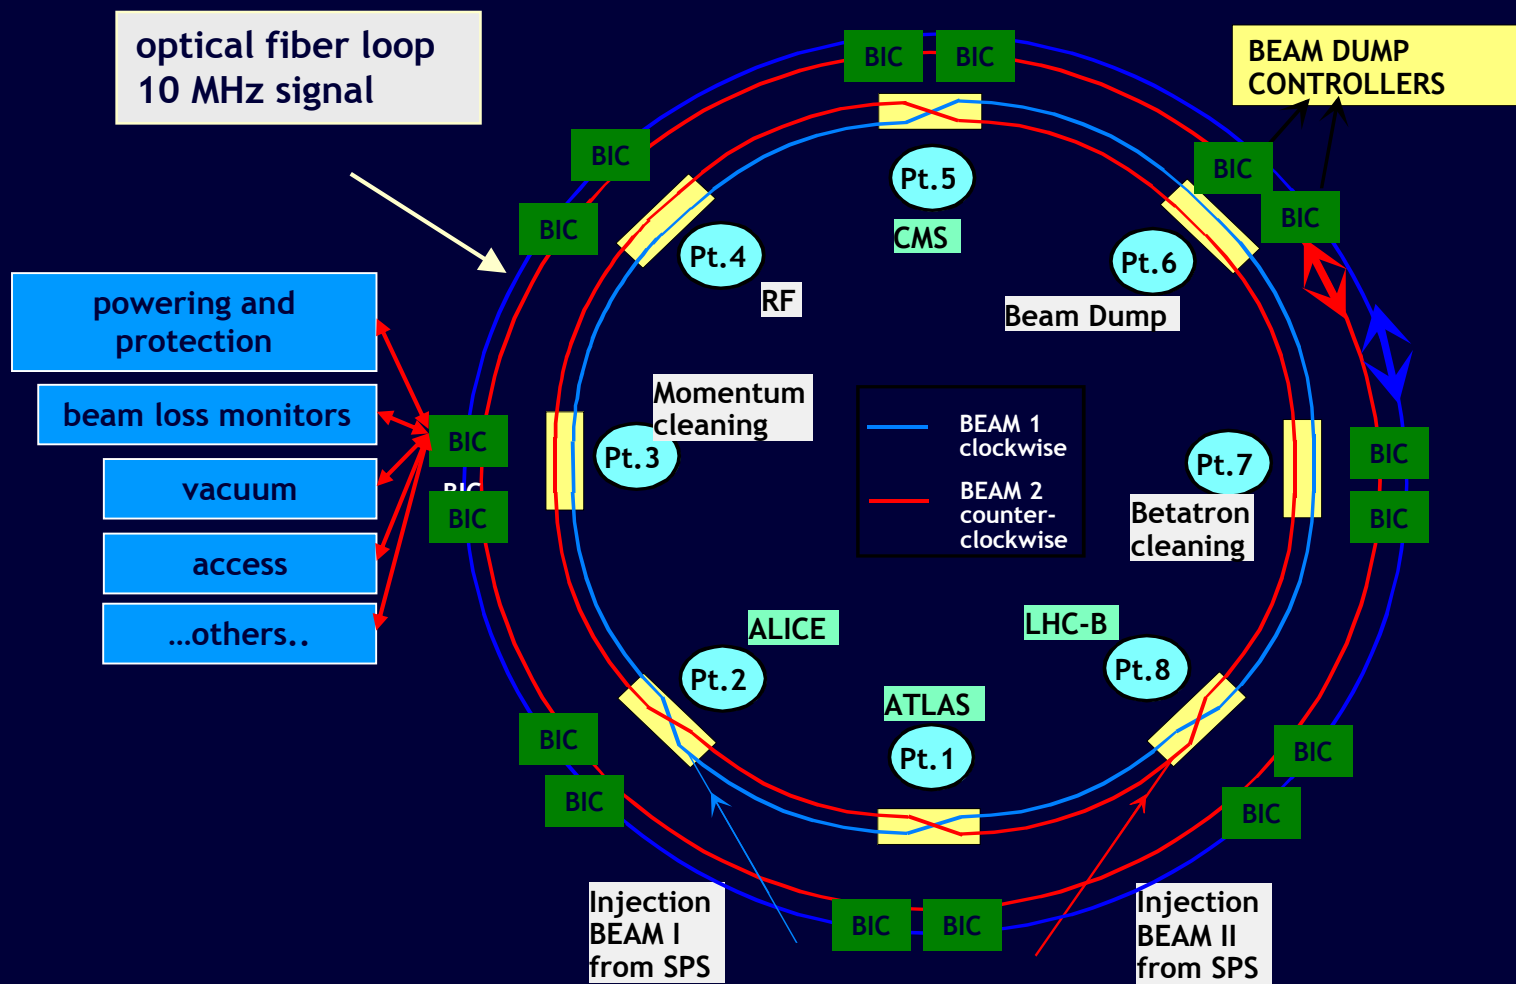 optical fiber loop
10 MHz signal
BIC
BIC
BEAM DUMP
CONTROLLERS
BIC
BIC
Pt.5
BIC
BIC
BIC
CMS
Pt.4
Pt.6
RF
Beam Dump
powering and
protection
Momentum
cleaning
beam loss monitors
BEAM 1
clockwise
BIC
Pt.3
Pt.7
BIC
vacuum
BIC
BEAM 2
counter-
clockwise
BIC
Betatron
cleaning
BIC
access
…others..
ALICE
LHC-B
Pt.2
Pt.8
ATLAS
BIC
Pt.1
BIC
BIC
BIC
Injection
BEAM I
from SPS
BIC
BIC
Injection
BEAM II
from SPS